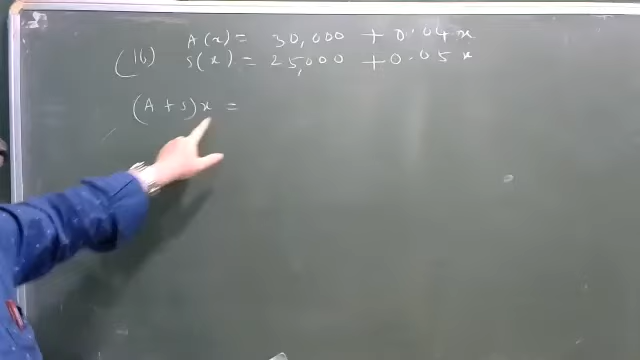 A(x) = 30,000 + 0.04x
(16) S(x) = 25,000 + 0.05x
(A + S)x =